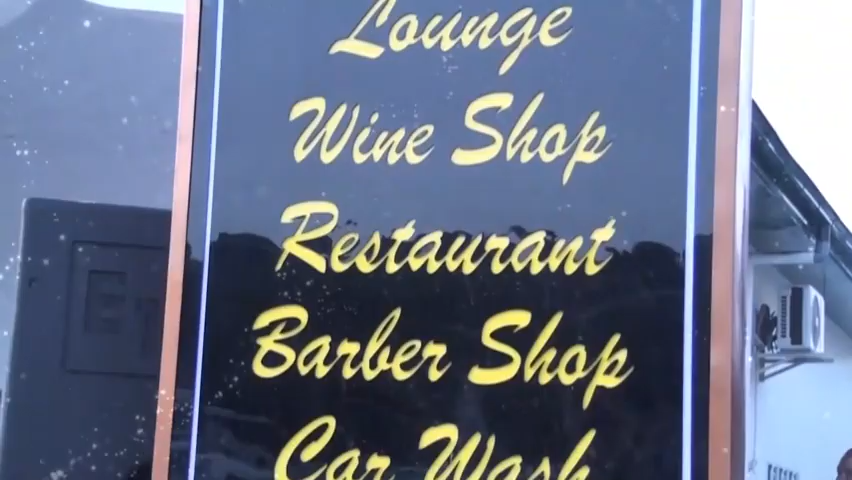 Lounge
Wine Shop
Restaurant
Barber Shop
Car Wash